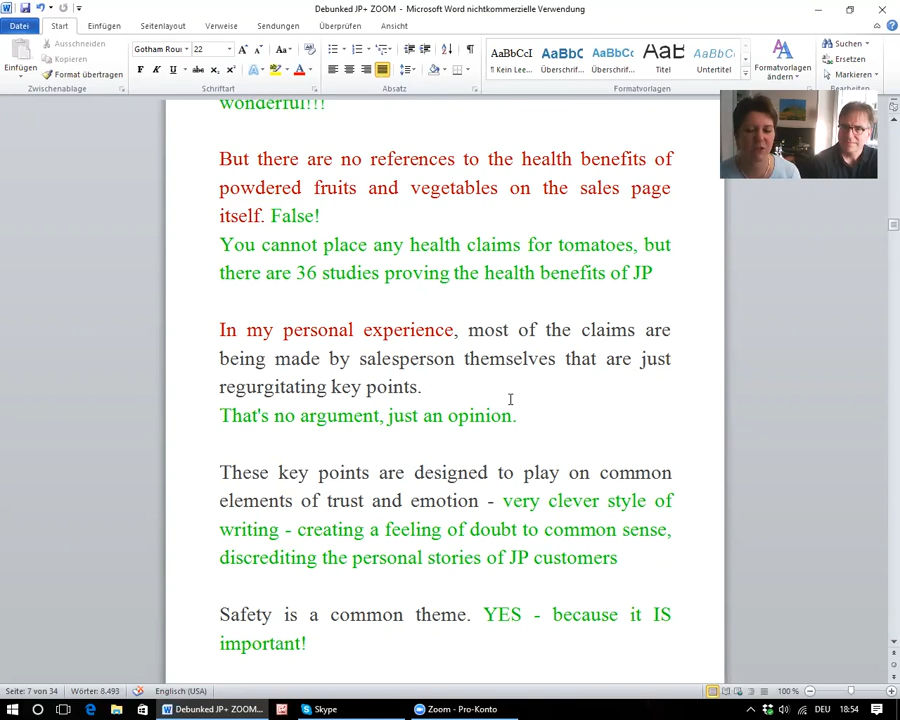 Debunked JP+ ZOOM... - Microsoft Word nichtkommerzielle Verwendung
Datei Start Einfügen Seitenlayout Verweise Sendungen Überprüfen Ansicht
Ausschneiden
Kopieren
Format übertragen
Einfügen
Zwischenablage
Gotham Roun 22
Schriftart
Absatz
AaBbCcI AaBbC AaBbCc AaB AaBbCc.
¶ Kein Leer... Überschrif... Überschrif... Titel Untertitel
Formatvorlagen
Formatvorlagen ändern
Suchen
Ersetzen
Markieren
Bearbeiten
wonderful!!!
But there are no references to the health benefits of
powdered fruits and vegetables on the sales page
itself. False!
You cannot place any health claims for tomatoes, but
there are 36 studies proving the health benefits of JP
In my personal experience, most of the claims are
being made by salesperson themselves that are just
regurgitating key points.
That's no argument, just an opinion.
These key points are designed to play on common
elements of trust and emotion - very clever style of
writing - creating a feeling of doubt to common sense,
discrediting the personal stories of JP customers
Safety is a common theme. YES - because it IS
important!
Seite: 7 von 34 Wörter: 8.493 Englisch (USA) 100 %
Debunked JP+ ZOOM... Skype Zoom - Pro-Konto DEU 18:54